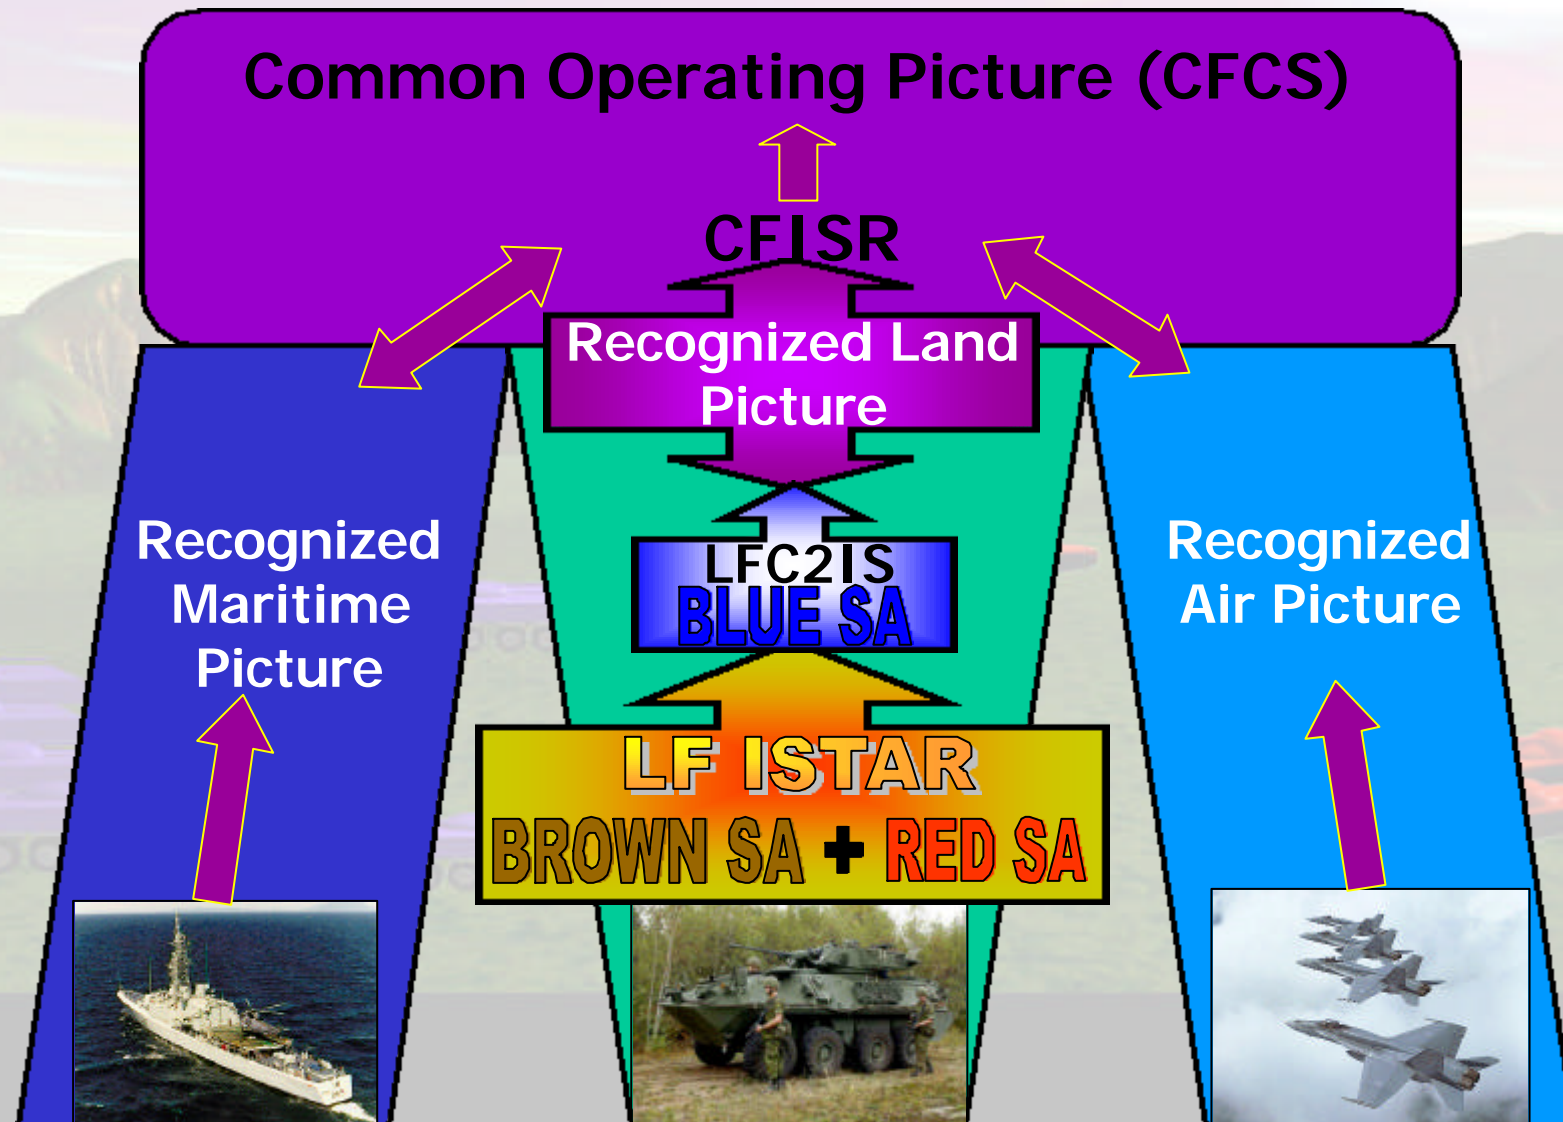 Common Operating Picture (CFCS)
CFISR
Recognized Land
Picture
Recognized
Maritime
Picture
LFC2IS
BLUE SA
Recognized
Air Picture
LF ISTAR
BROWN SA + RED SA